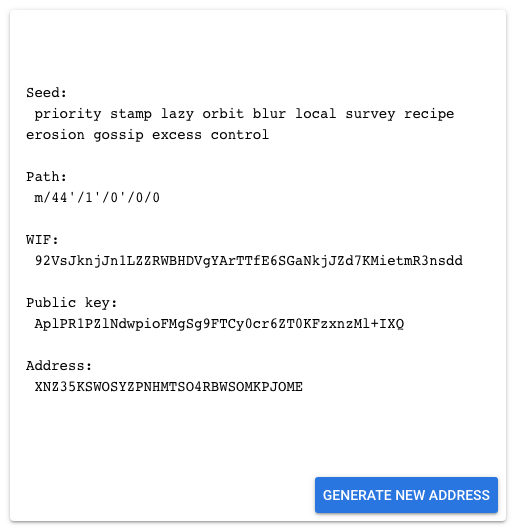 Seed:
priority stamp lazy orbit blur local survey recipe
erosion gossip excess control
Path:
m/44'/1'/0'/0/0
WIF:
92VsJknjJn1LZZRWBHDVgYArTTfE6SGaNkjJZd7KMietmR3nsdd
Public key:
AplPR1PZlNdwpioFMgSg9FTCy0cr6ZT0KFzxnzMl+IXQ
Address:
XNZ35KSWOSYZPNHMTSO4RBWSOMKPJOME
GENERATE NEW ADDRESS